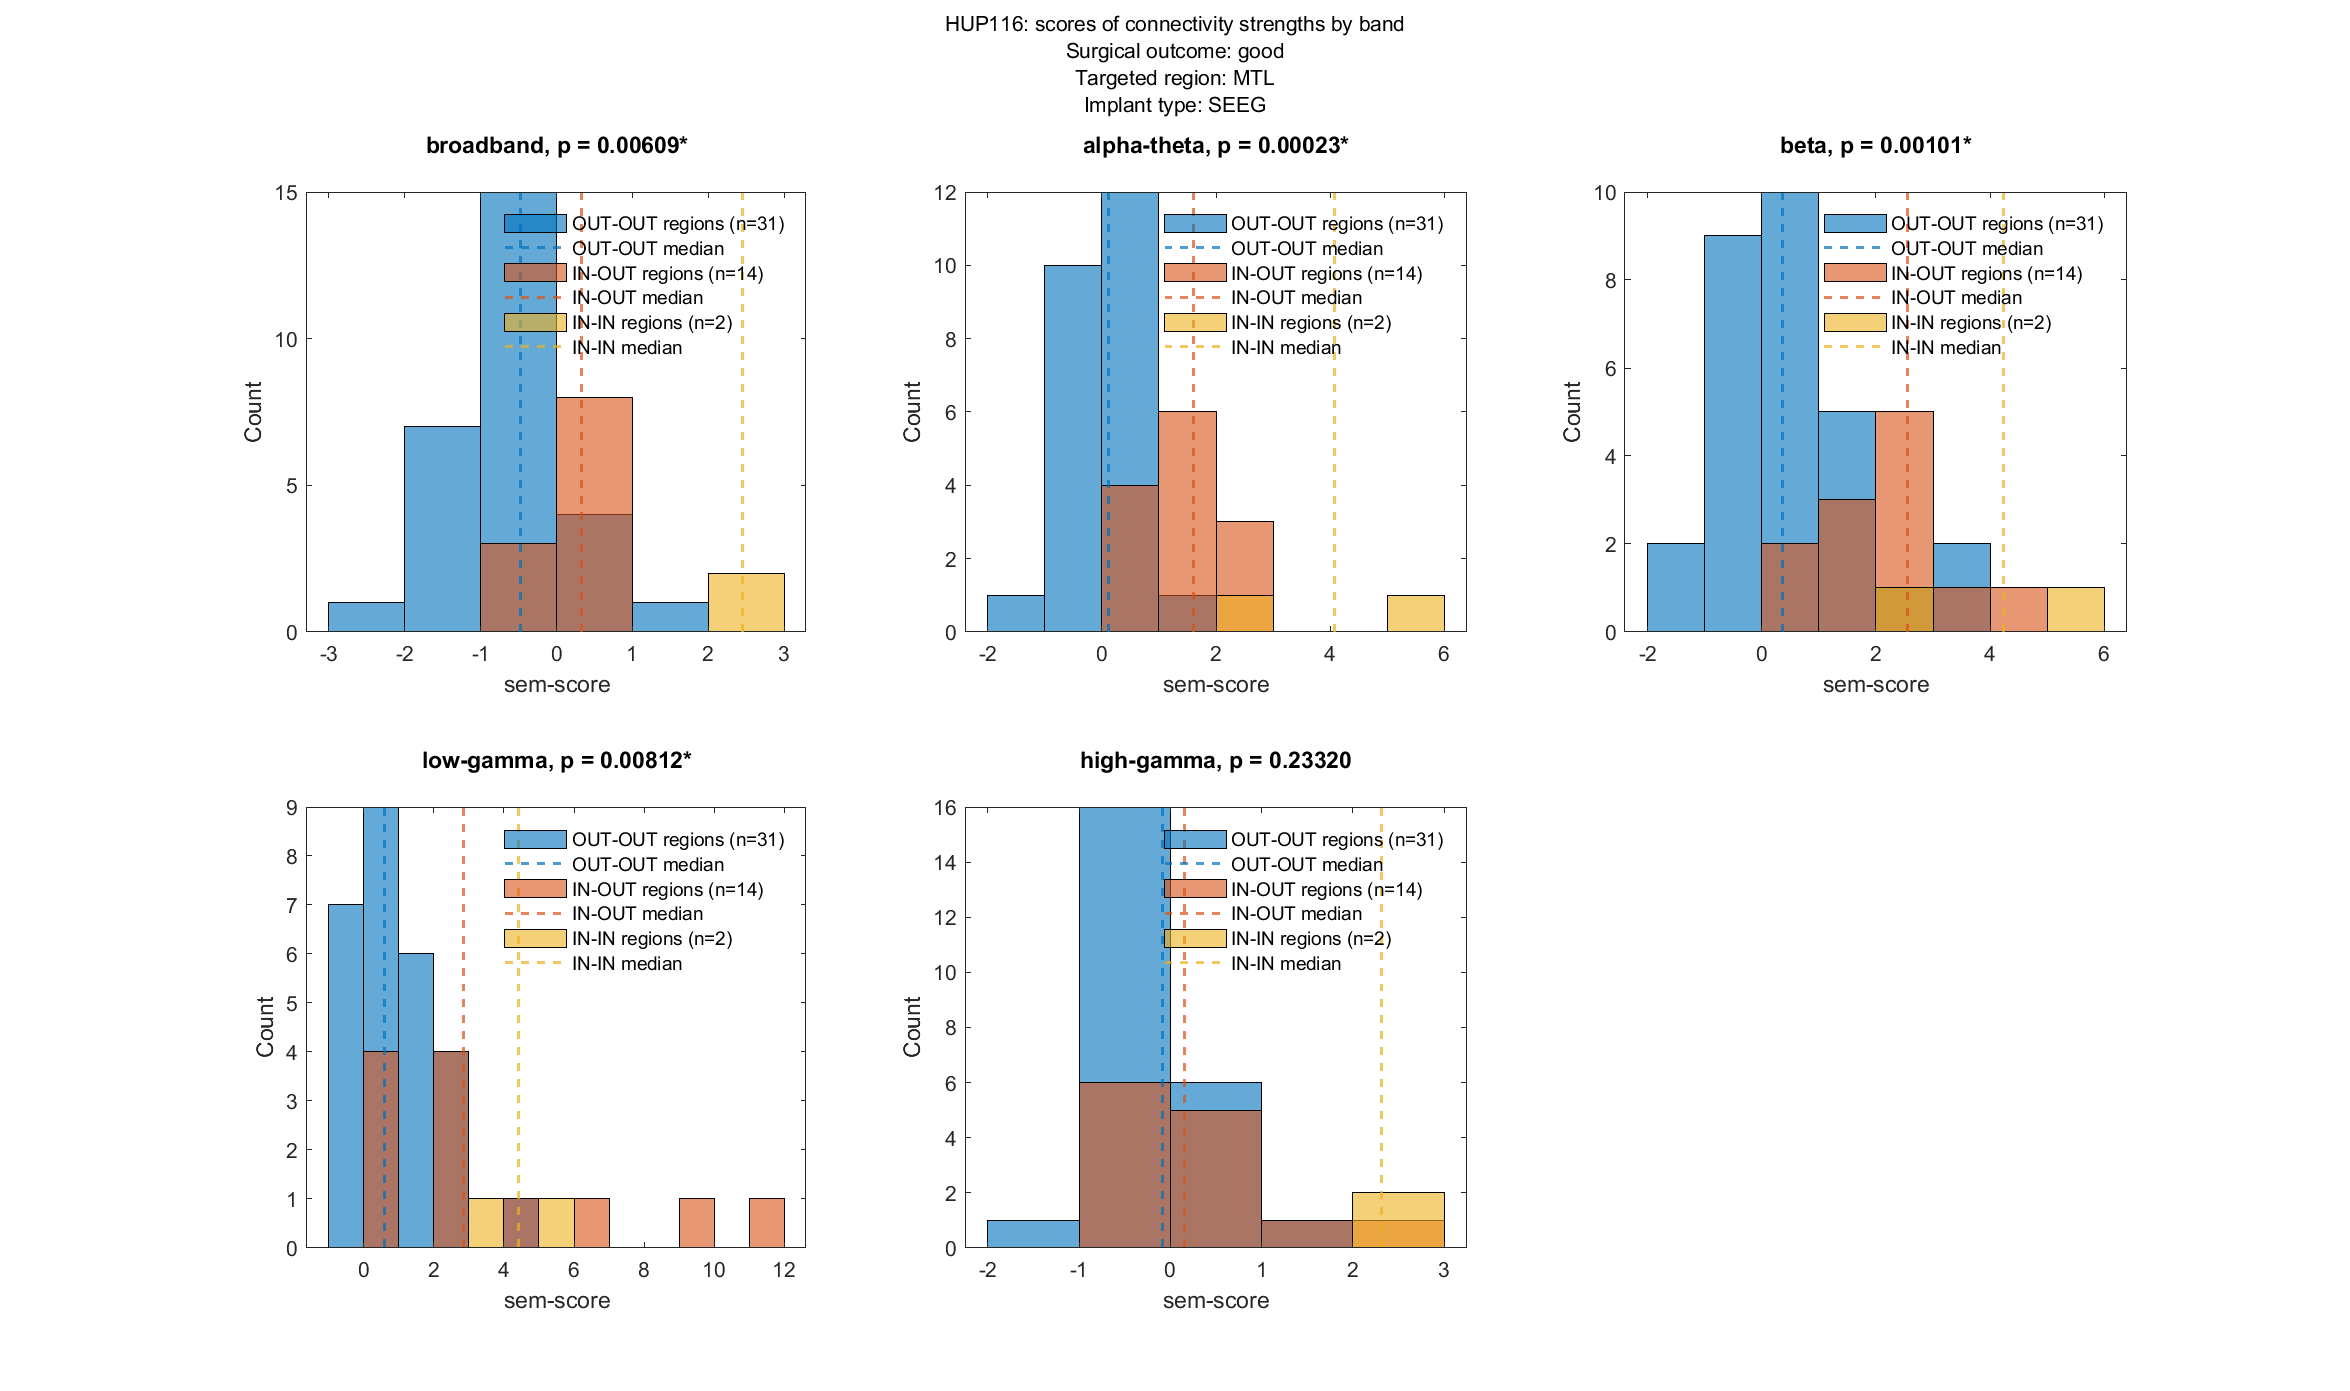 HUP116: scores of connectivity strengths by band
Surgical outcome: good
Targeted region: MTL
Implant type: SEEG
broadband, p = 0.00609*
15
10
5
0
Count
-3 -2 -1 0 1 2 3
sem-score
OUT-OUT regions (n=31)
OUT-OUT median
IN-OUT regions (n=14)
IN-OUT median
IN-IN regions (n=2)
IN-IN median
alpha-theta, p = 0.00023*
12
10
8
6
4
2
0
Count
-2 0 2 4 6
sem-score
OUT-OUT regions (n=31)
OUT-OUT median
IN-OUT regions (n=14)
IN-OUT median
IN-IN regions (n=2)
IN-IN median
beta, p = 0.00101*
10
8
6
4
2
0
Count
-2 0 2 4 6
sem-score
OUT-OUT regions (n=31)
OUT-OUT median
IN-OUT regions (n=14)
IN-OUT median
IN-IN regions (n=2)
IN-IN median
low-gamma, p = 0.00812*
9
8
7
6
5
4
3
2
1
0
Count
0 2 4 6 8 10 12
sem-score
OUT-OUT regions (n=31)
OUT-OUT median
IN-OUT regions (n=14)
IN-OUT median
IN-IN regions (n=2)
IN-IN median
high-gamma, p = 0.23320
16
14
12
10
8
6
4
2
0
Count
-2 -1 0 1 2 3
sem-score
OUT-OUT regions (n=31)
OUT-OUT median
IN-OUT regions (n=14)
IN-OUT median
IN-IN regions (n=2)
IN-IN median